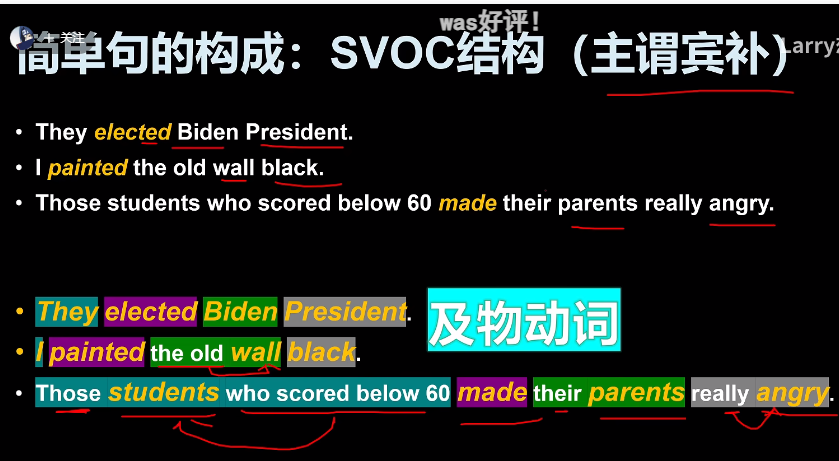 was好评！
关注
简单句的构成：SVOC结构（主谓宾补）
Larry
• They elected Biden President.
• I painted the old wall black.
• Those students who scored below 60 made their parents really angry.
• They elected Biden President.
及物动词
• I painted the old wall black.
• Those students who scored below 60 made their parents really angry.